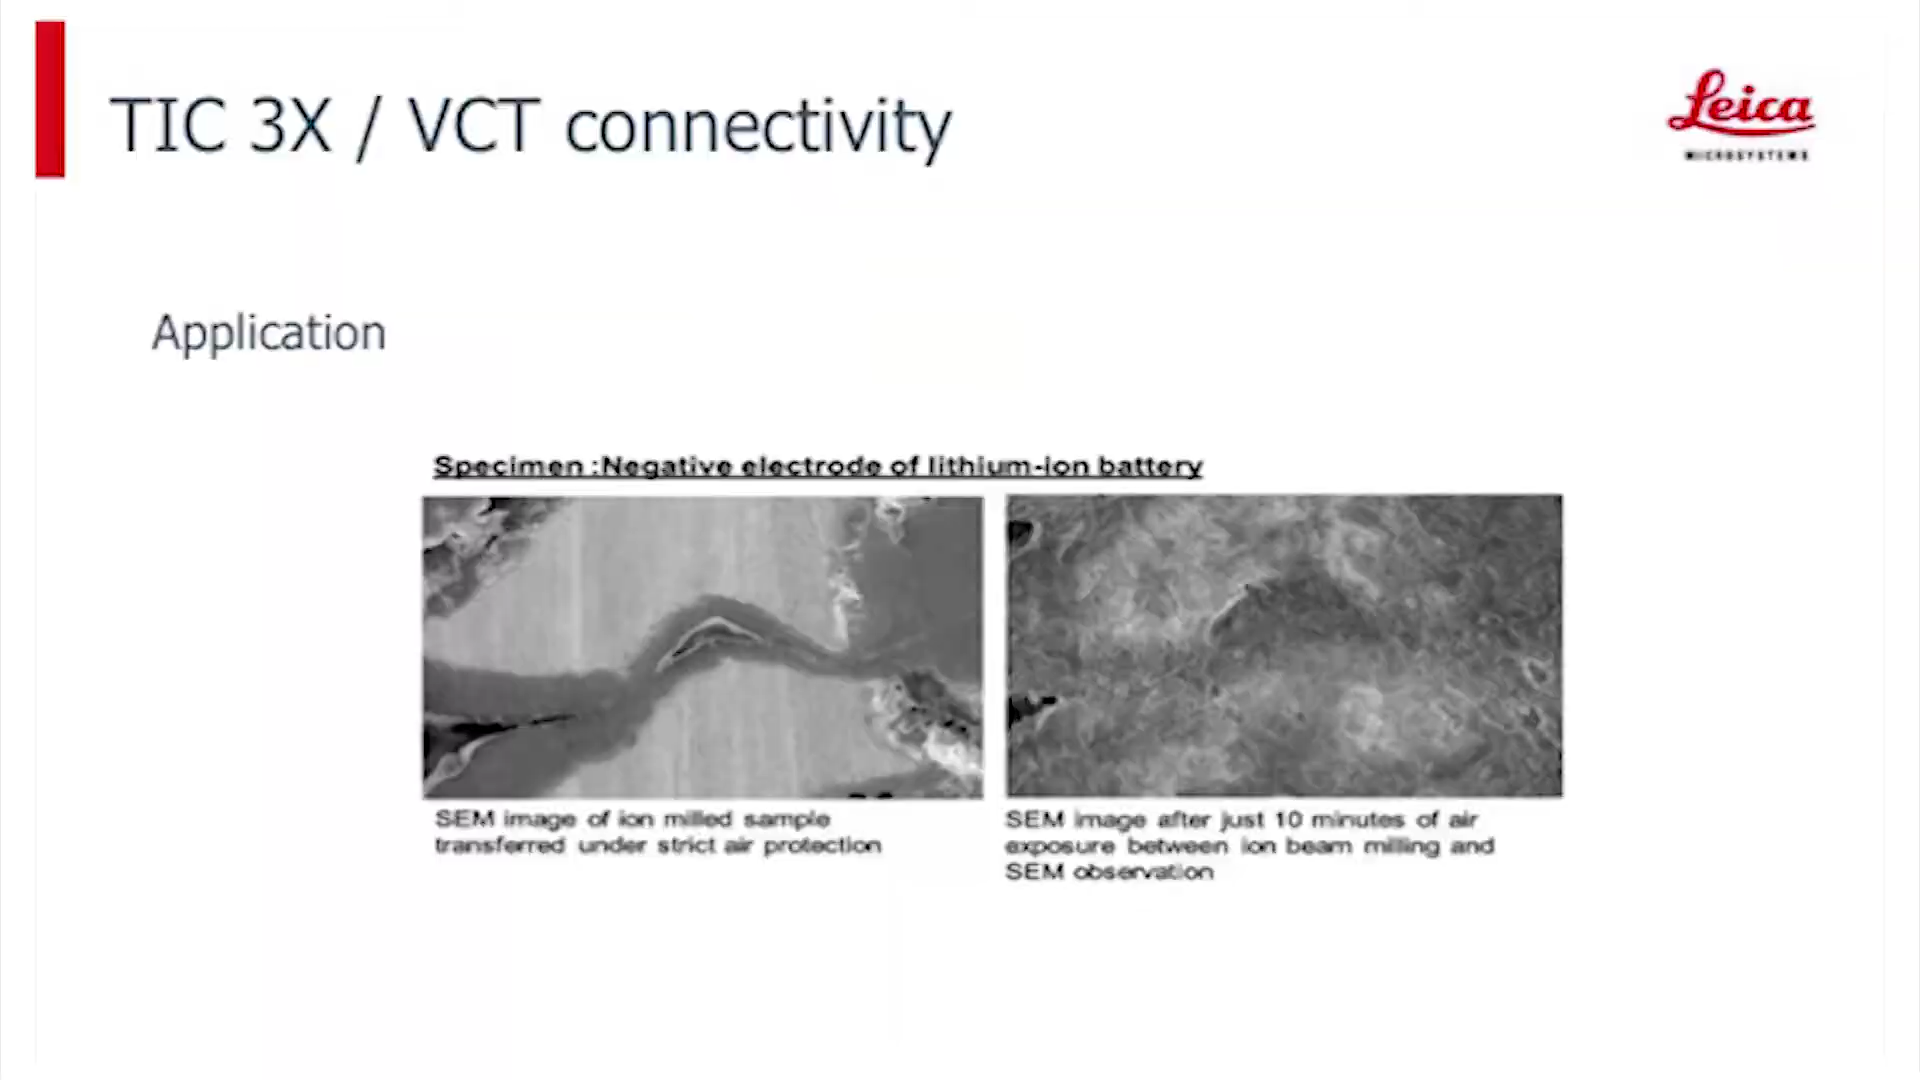 TIC 3X / VCT connectivity
Leica
MICROSYSTEMS
Application
Specimen :Negative electrode of lithium-ion battery
SEM image of ion milled sample
transferred under strict air protection
SEM image after just 10 minutes of air
exposure between ion beam milling and
SEM observation